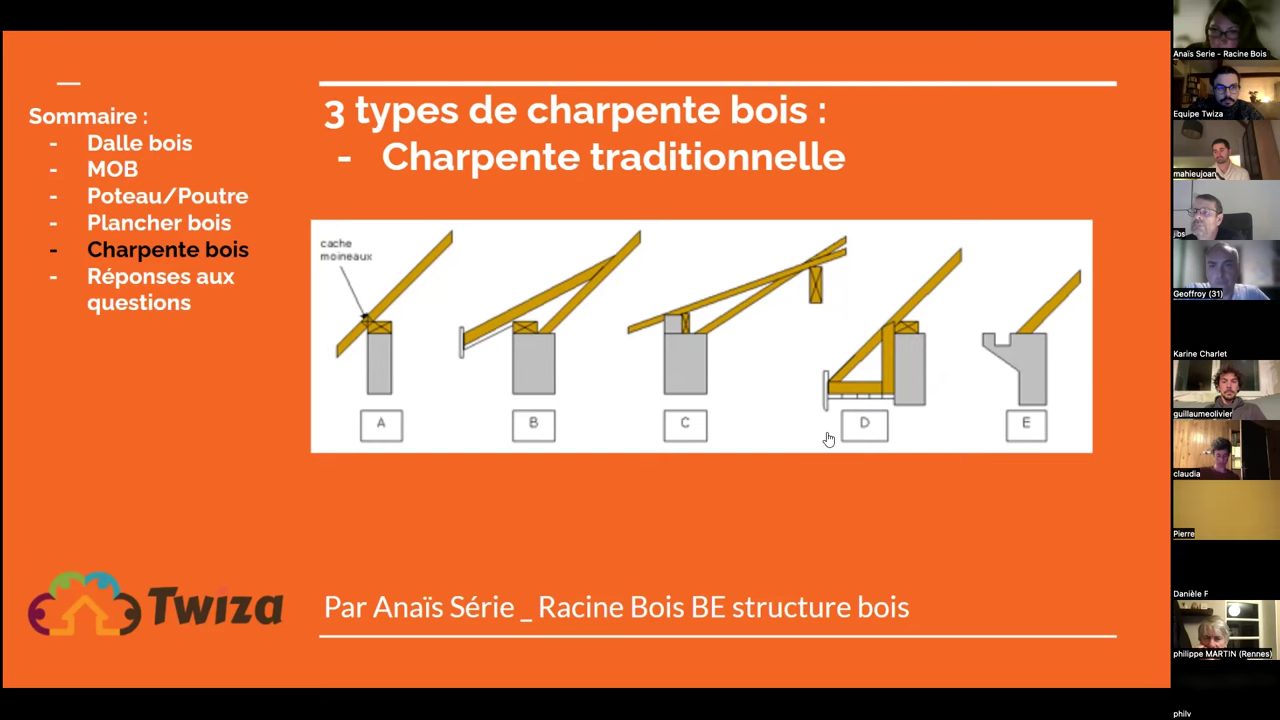 Sommaire :
- Dalle bois
- MOB
- Poteau/Poutre
- Plancher bois
- Charpente bois
- Réponses aux
questions
3 types de charpente bois :
- Charpente traditionnelle
cache
moineaux
A
B
C
D
E
Twiza
Par Anaïs Série _ Racine Bois BE structure bois
Anaïs Serie - Racine Bois
Equipe Twiza
mahieujoan
jibs
Geoffroy (31)
Karine Charlet
guillaumeolivier
claudia
Pierre
Danièle F
philippe MARTIN (Rennes)
philv